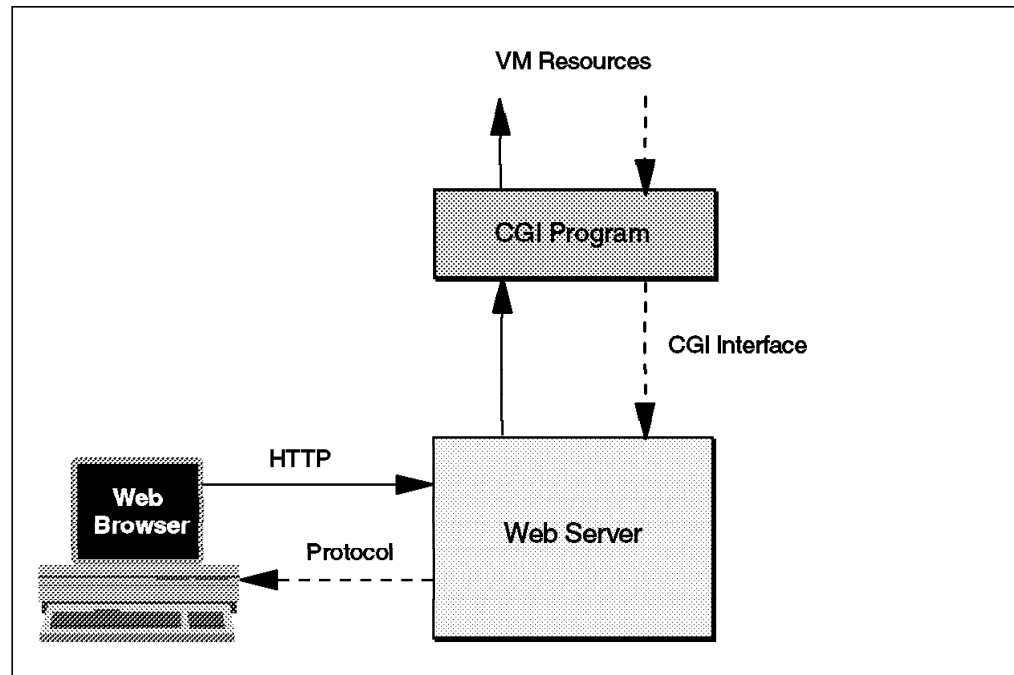 VM Resources
CGI Program
CGI Interface
HTTP
Web
Browser
Web Server
Protocol